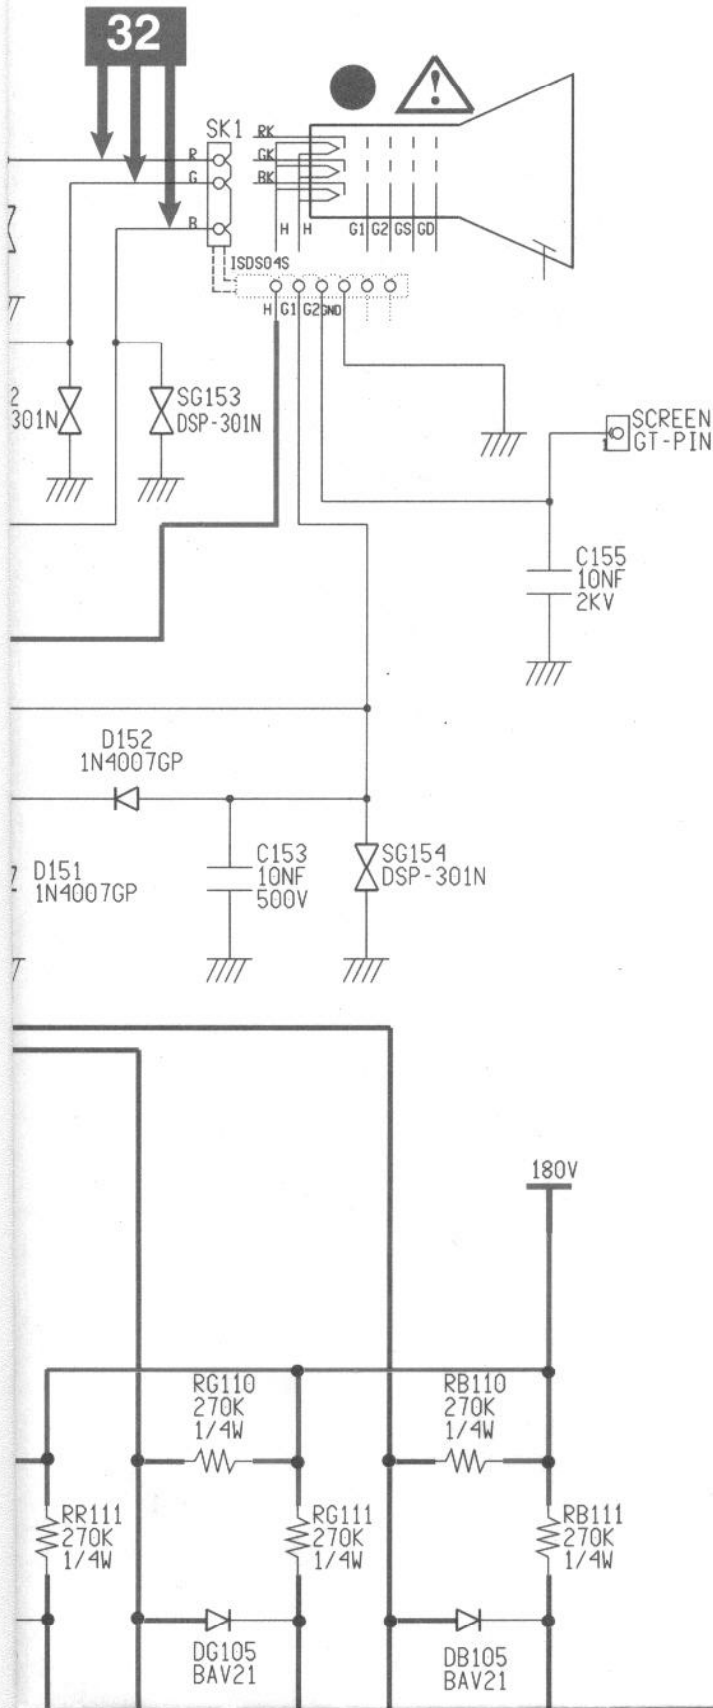 32
SK1
RK
R
GK
G
BK
B
H H G1 G2 GS GD
ISDS04S
H G1 G2 GND
2
301N
SG153
DSP-301N
SCREEN
GT-PIN
1
C155
10NF
2KV
D152
1N4007GP
D151
1N4007GP
C153
10NF
500V
SG154
DSP-301N
180V
RG110
270K
1/4W
RB110
270K
1/4W
RR111
270K
1/4W
RG111
270K
1/4W
RB111
270K
1/4W
DG105
BAV21
DB105
BAV21